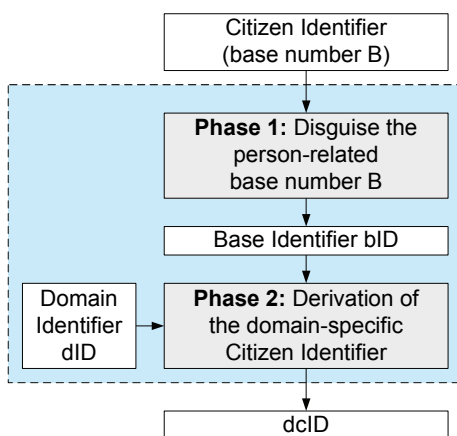 Citizen Identifier
(base number B)
Phase 1: Disguise the
person-related
base number B
Base Identifier bID
Domain
Identifier
dID
Phase 2: Derivation of
the domain-specific
Citizen Identifier
dcID